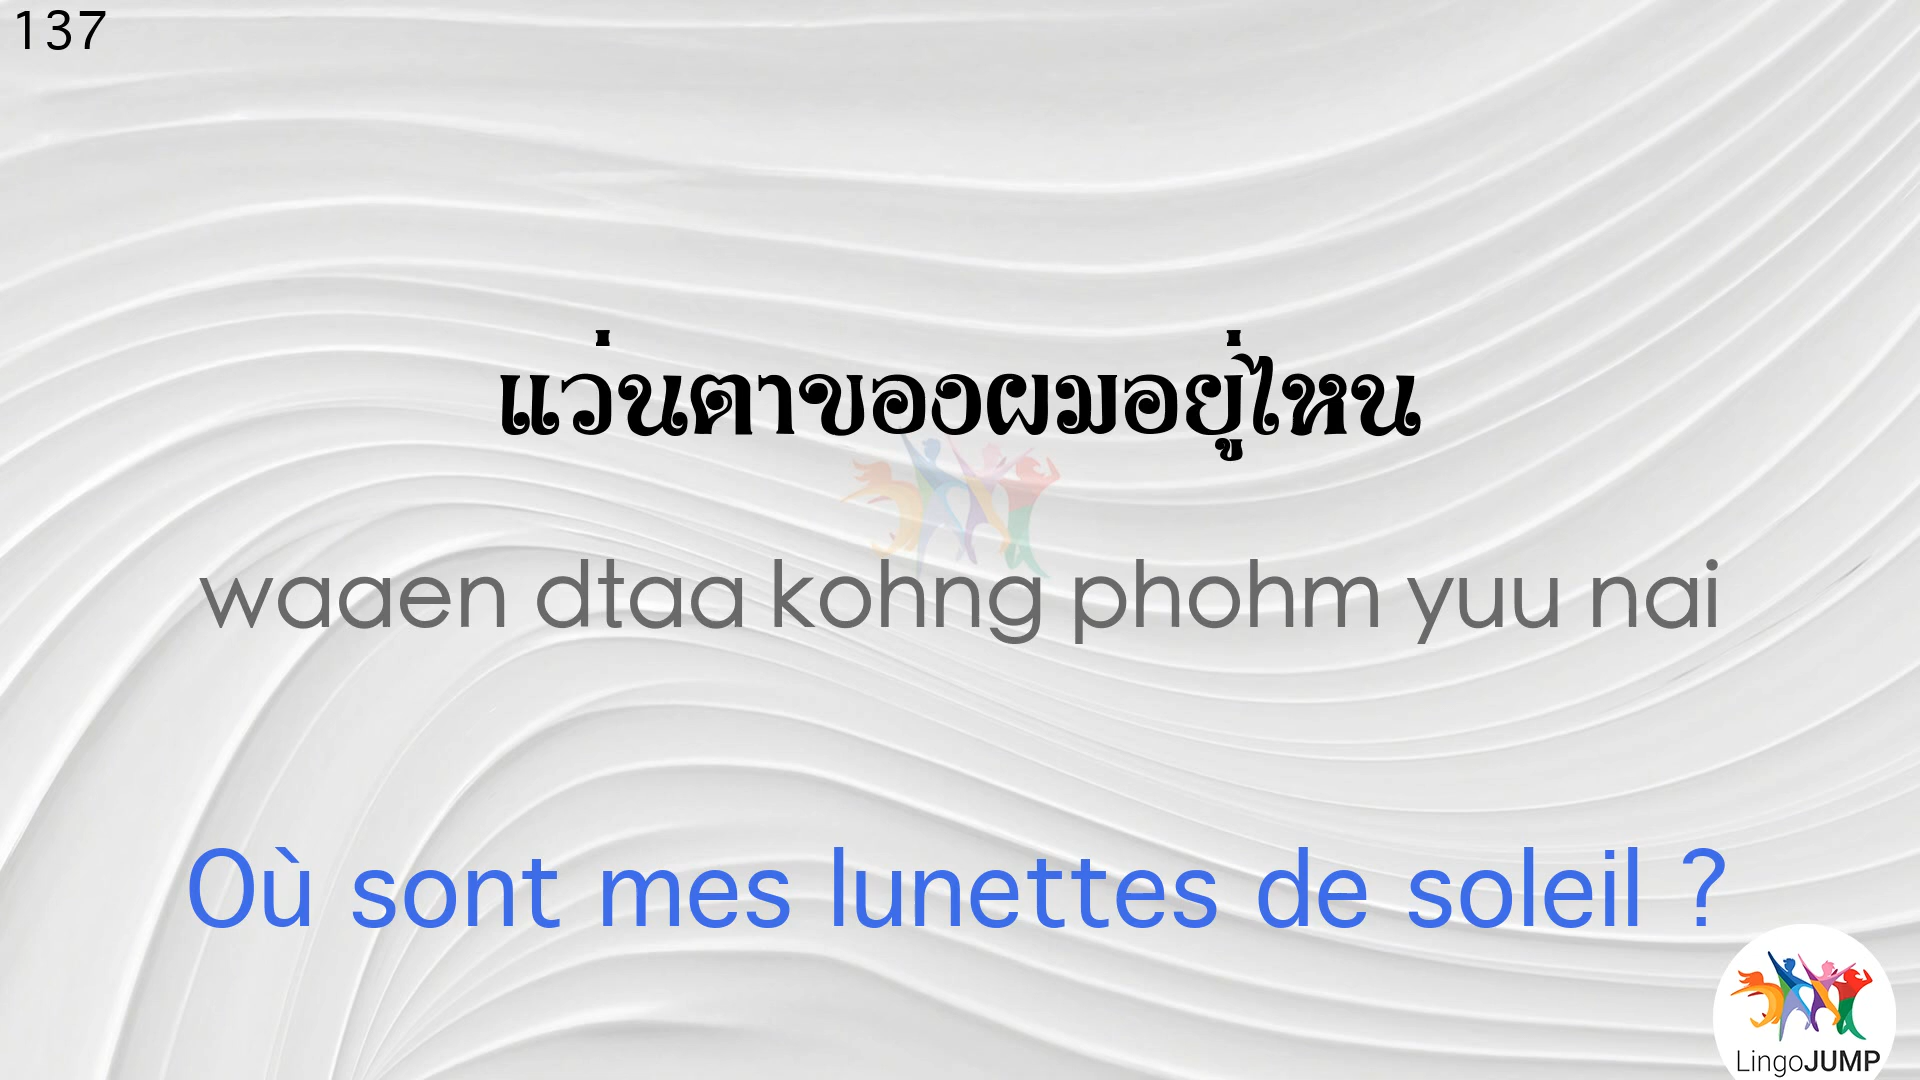 137
แว่นตาของผมอยู่ไหน
waaen dtaa kohng phohm yuu nai
Où sont mes lunettes de soleil ?
LingoJUMP